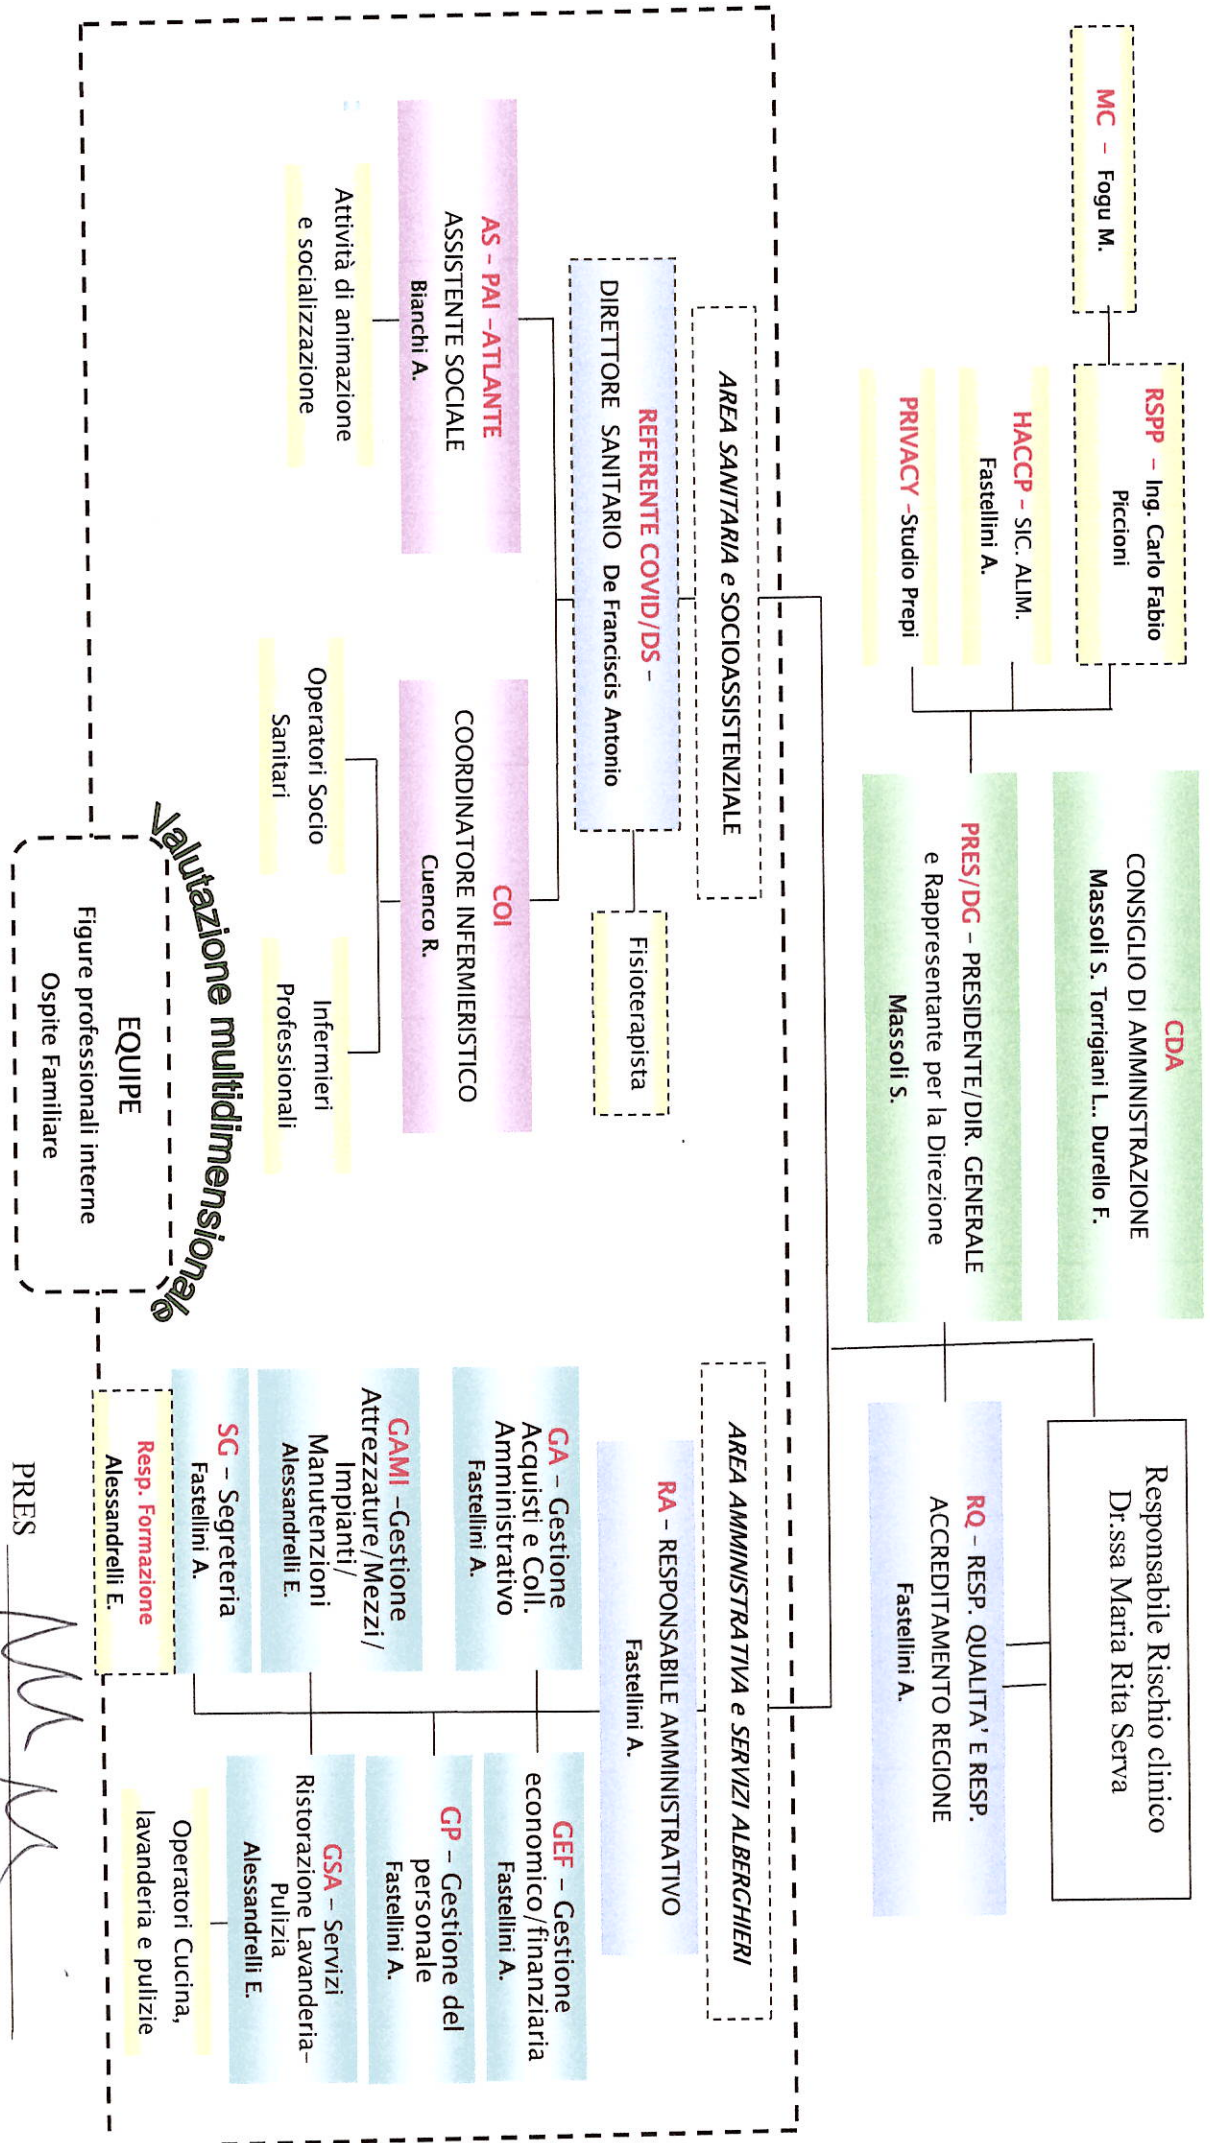 CDA
CONSIGLIO DI AMMINISTRAZIONE
Massoli S. Torrigiani L.. Durello F.
Responsabile Rischio clinico
Dr.ssa Maria Rita Serva
MC – Fogu M.
RSPP – Ing. Carlo Fabio
Piccioni
HACCP – SIC. ALIM.
Fastellini A.
PRIVACY –Studio Prepi
PRES/DG – PRESIDENTE/DIR. GENERALE
e Rappresentante per la Direzione
Massoli S.
RQ – RESP. QUALITA' E RESP.
ACCREDITAMENTO REGIONE
Fastellini A.
AREA SANITARIA e SOCIOASSISTENZIALE
REFERENTE COVID/DS –
DIRETTORE SANITARIO De Franciscis Antonio
Fisioterapista
AS – PAI –ATLANTE
ASSISTENTE SOCIALE
Bianchi A.
Attività di animazione
e socializzazione
COI
COORDINATORE INFERMIERISTICO
Cuenco R.
Operatori Socio
Sanitari
Infermieri
Professionali
AREA AMMINISTRATIVA e SERVIZI ALBERGHIERI
RA – RESPONSABILE AMMINISTRATIVO
Fastellini A.
GA – Gestione
Acquisti e Coll.
Amministrativo
Fastellini A.
GEF – Gestione
economico/finanziaria
Fastellini A.
GAMI –Gestione
Attrezzature/Mezzi/
Impianti/
Manutenzioni
Alessandrelli E.
GP – Gestione del
personale
Fastellini A.
SG – Segreteria
Fastellini A.
GSA – Servizi
Ristorazione Lavanderia–
Pulizia
Alessandrelli E.
Resp. Formazione
Alessandrelli E.
Operatori Cucina,
lavanderia e pulizie
Valutazione multidimensionale
EQUIPE
Figure professionali interne
Ospite Familiare
PRES